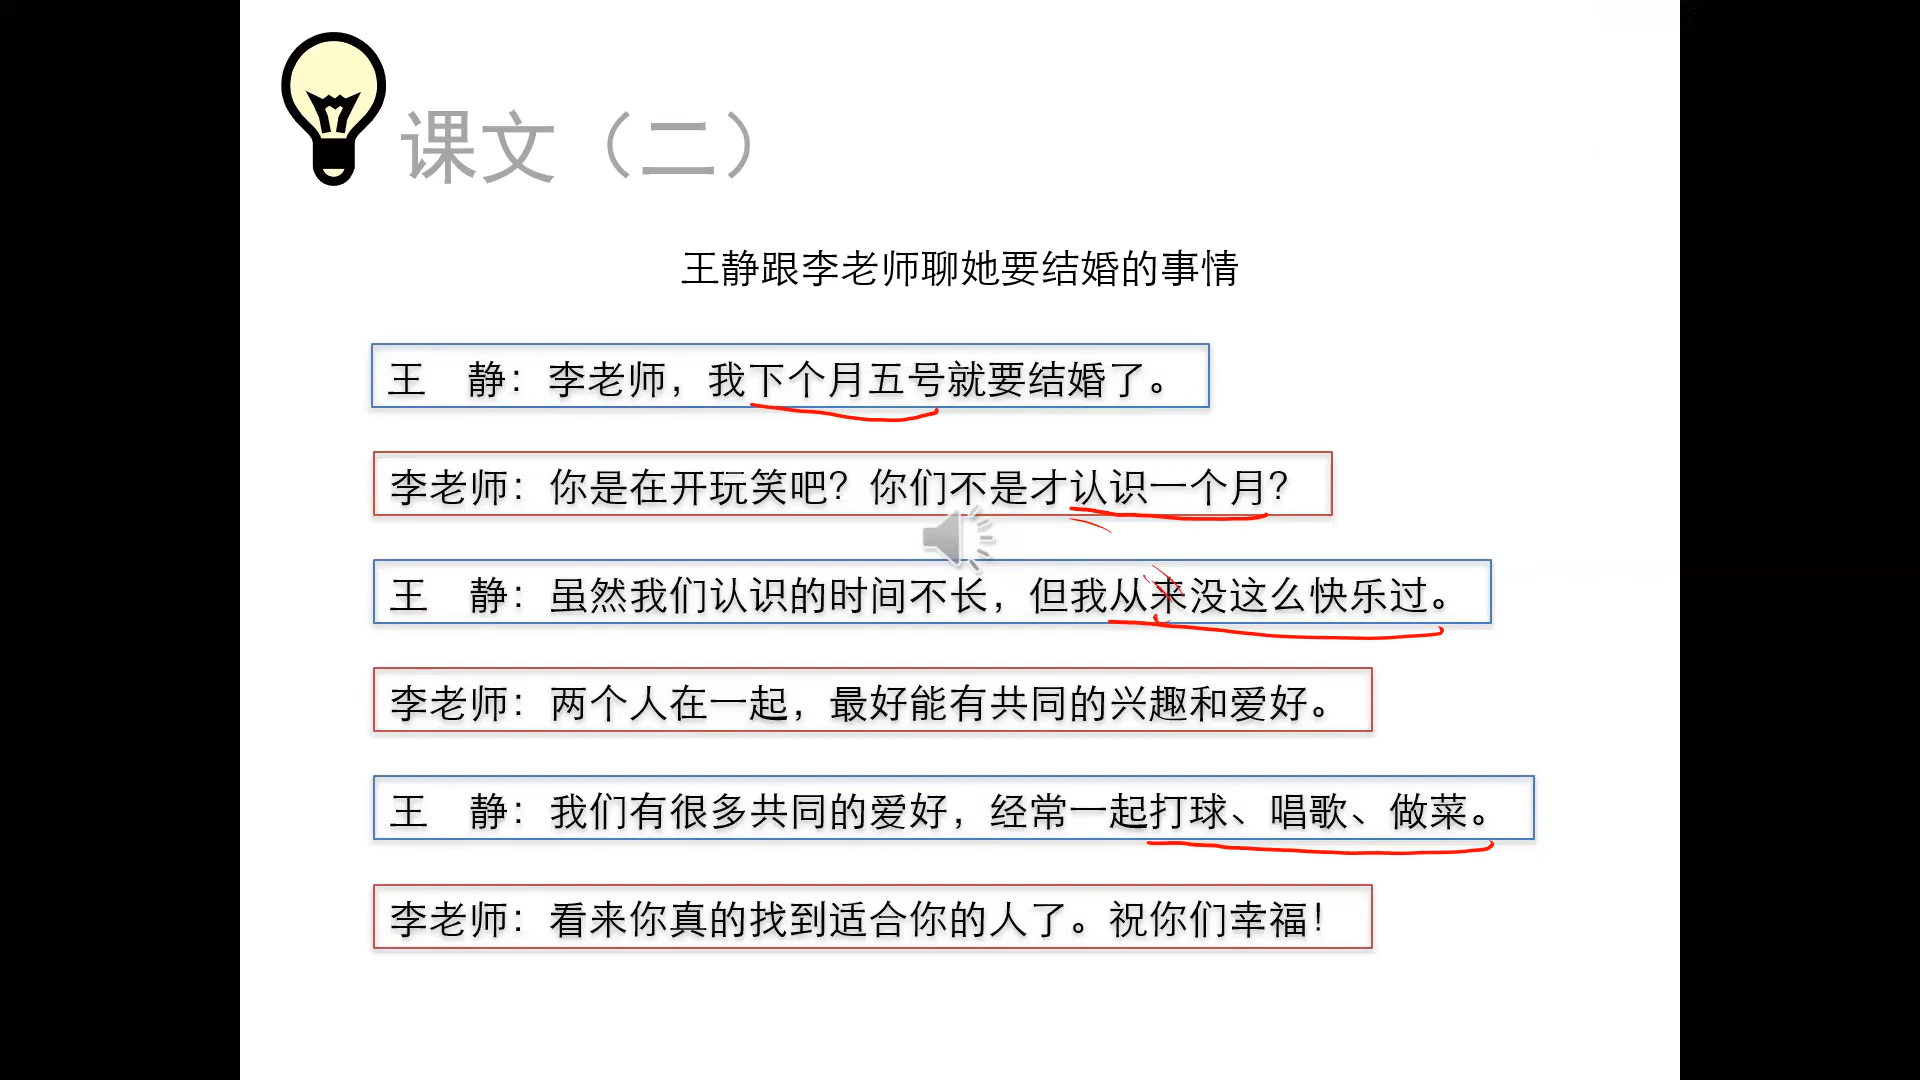 课文（二）
王静跟李老师聊她要结婚的事情
王　静：李老师，我下个月五号就要结婚了。
李老师：你是在开玩笑吧？你们不是才认识一个月？
王　静：虽然我们认识的时间不长，但我从来没这么快乐过。
李老师：两个人在一起，最好能有共同的兴趣和爱好。
王　静：我们有很多共同的爱好，经常一起打球、唱歌、做菜。
李老师：看来你真的找到适合你的人了。祝你们幸福！